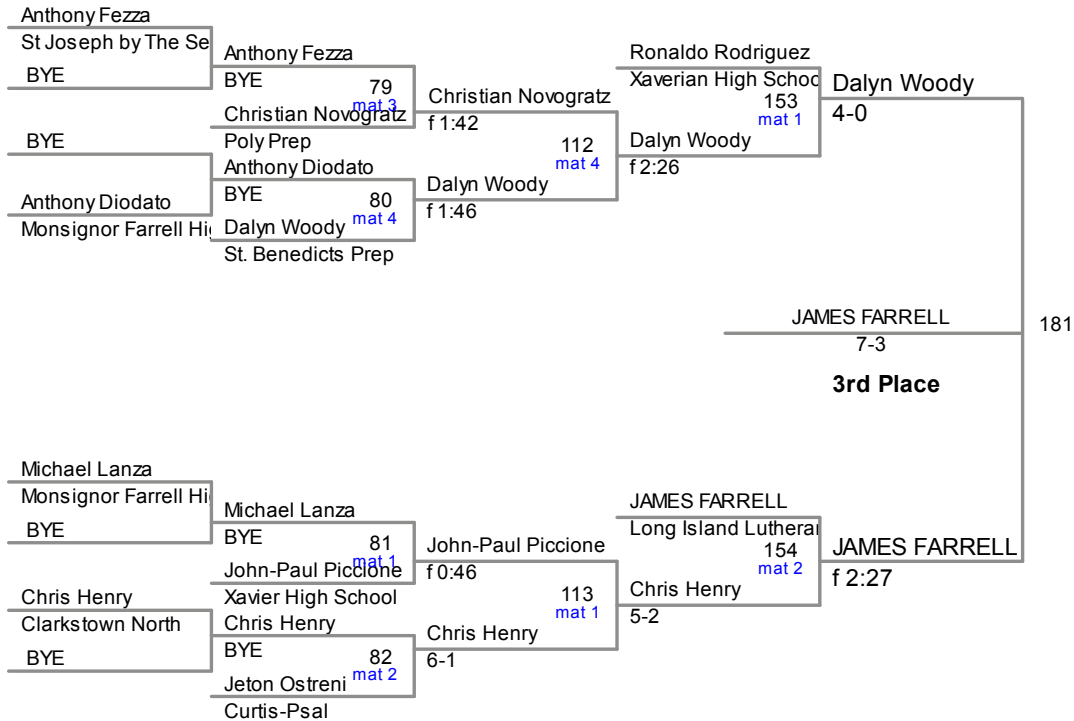 Anthony Fezza
St Joseph by The Se
BYE
BYE
Anthony Diodato
Monsignor Farrell Hi
Anthony Fezza
BYE
79
mat 3
Christian Novogratz
Poly Prep
Anthony Diodato
BYE
80
mat 4
Dalyn Woody
St. Benedicts Prep
Christian Novogratz
f 1:42
112
mat 4
Dalyn Woody
f 1:46
Ronaldo Rodriguez
Xaverian High School
153
mat 1
Dalyn Woody
f 2:26
Dalyn Woody
4-0
JAMES FARRELL
181
7-3
3rd Place
Michael Lanza
Monsignor Farrell Hi
BYE
Chris Henry
Clarkstown North
BYE
Michael Lanza
BYE
81
mat 1
John-Paul Piccione
Xavier High School
Chris Henry
BYE
82
mat 2
Jeton Ostreni
Curtis-Psal
John-Paul Piccione
f 0:46
113
mat 1
Chris Henry
6-1
JAMES FARRELL
Long Island Lutheran
154
mat 2
Chris Henry
5-2
JAMES FARRELL
f 2:27